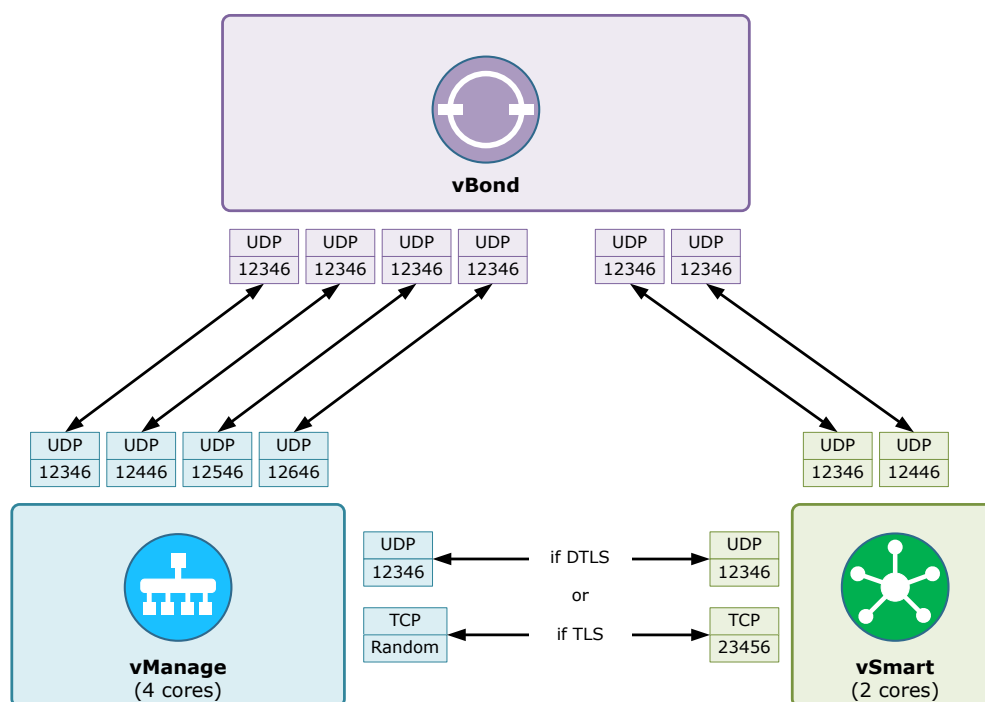 vBond
UDP UDP UDP UDP UDP UDP
12346 12346 12346 12346 12346 12346
UDP UDP UDP UDP UDP UDP
12346 12446 12546 12646 12346 12446
UDP if DTLS UDP
12346 12346
or
TCP if TLS TCP
Random 23456
vManage vSmart
(4 cores) (2 cores)